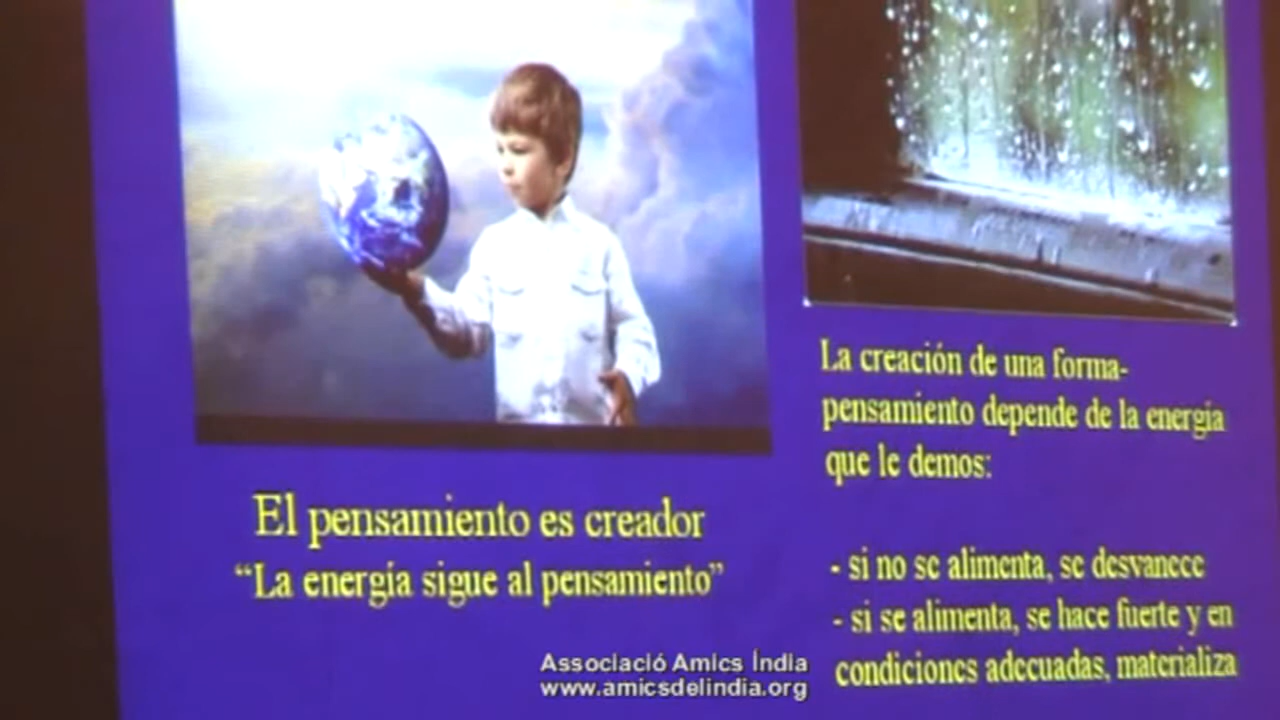 El pensamiento es creador
“La energía sigue al pensamiento”
La creación de una forma-
pensamiento depende de la energía
que le demos:
- si no se alimenta, se desvanece
- si se alimenta, se hace fuerte y en
condiciones adecuadas, materializa
Associació Amics Índia
www.amicsdelindia.org